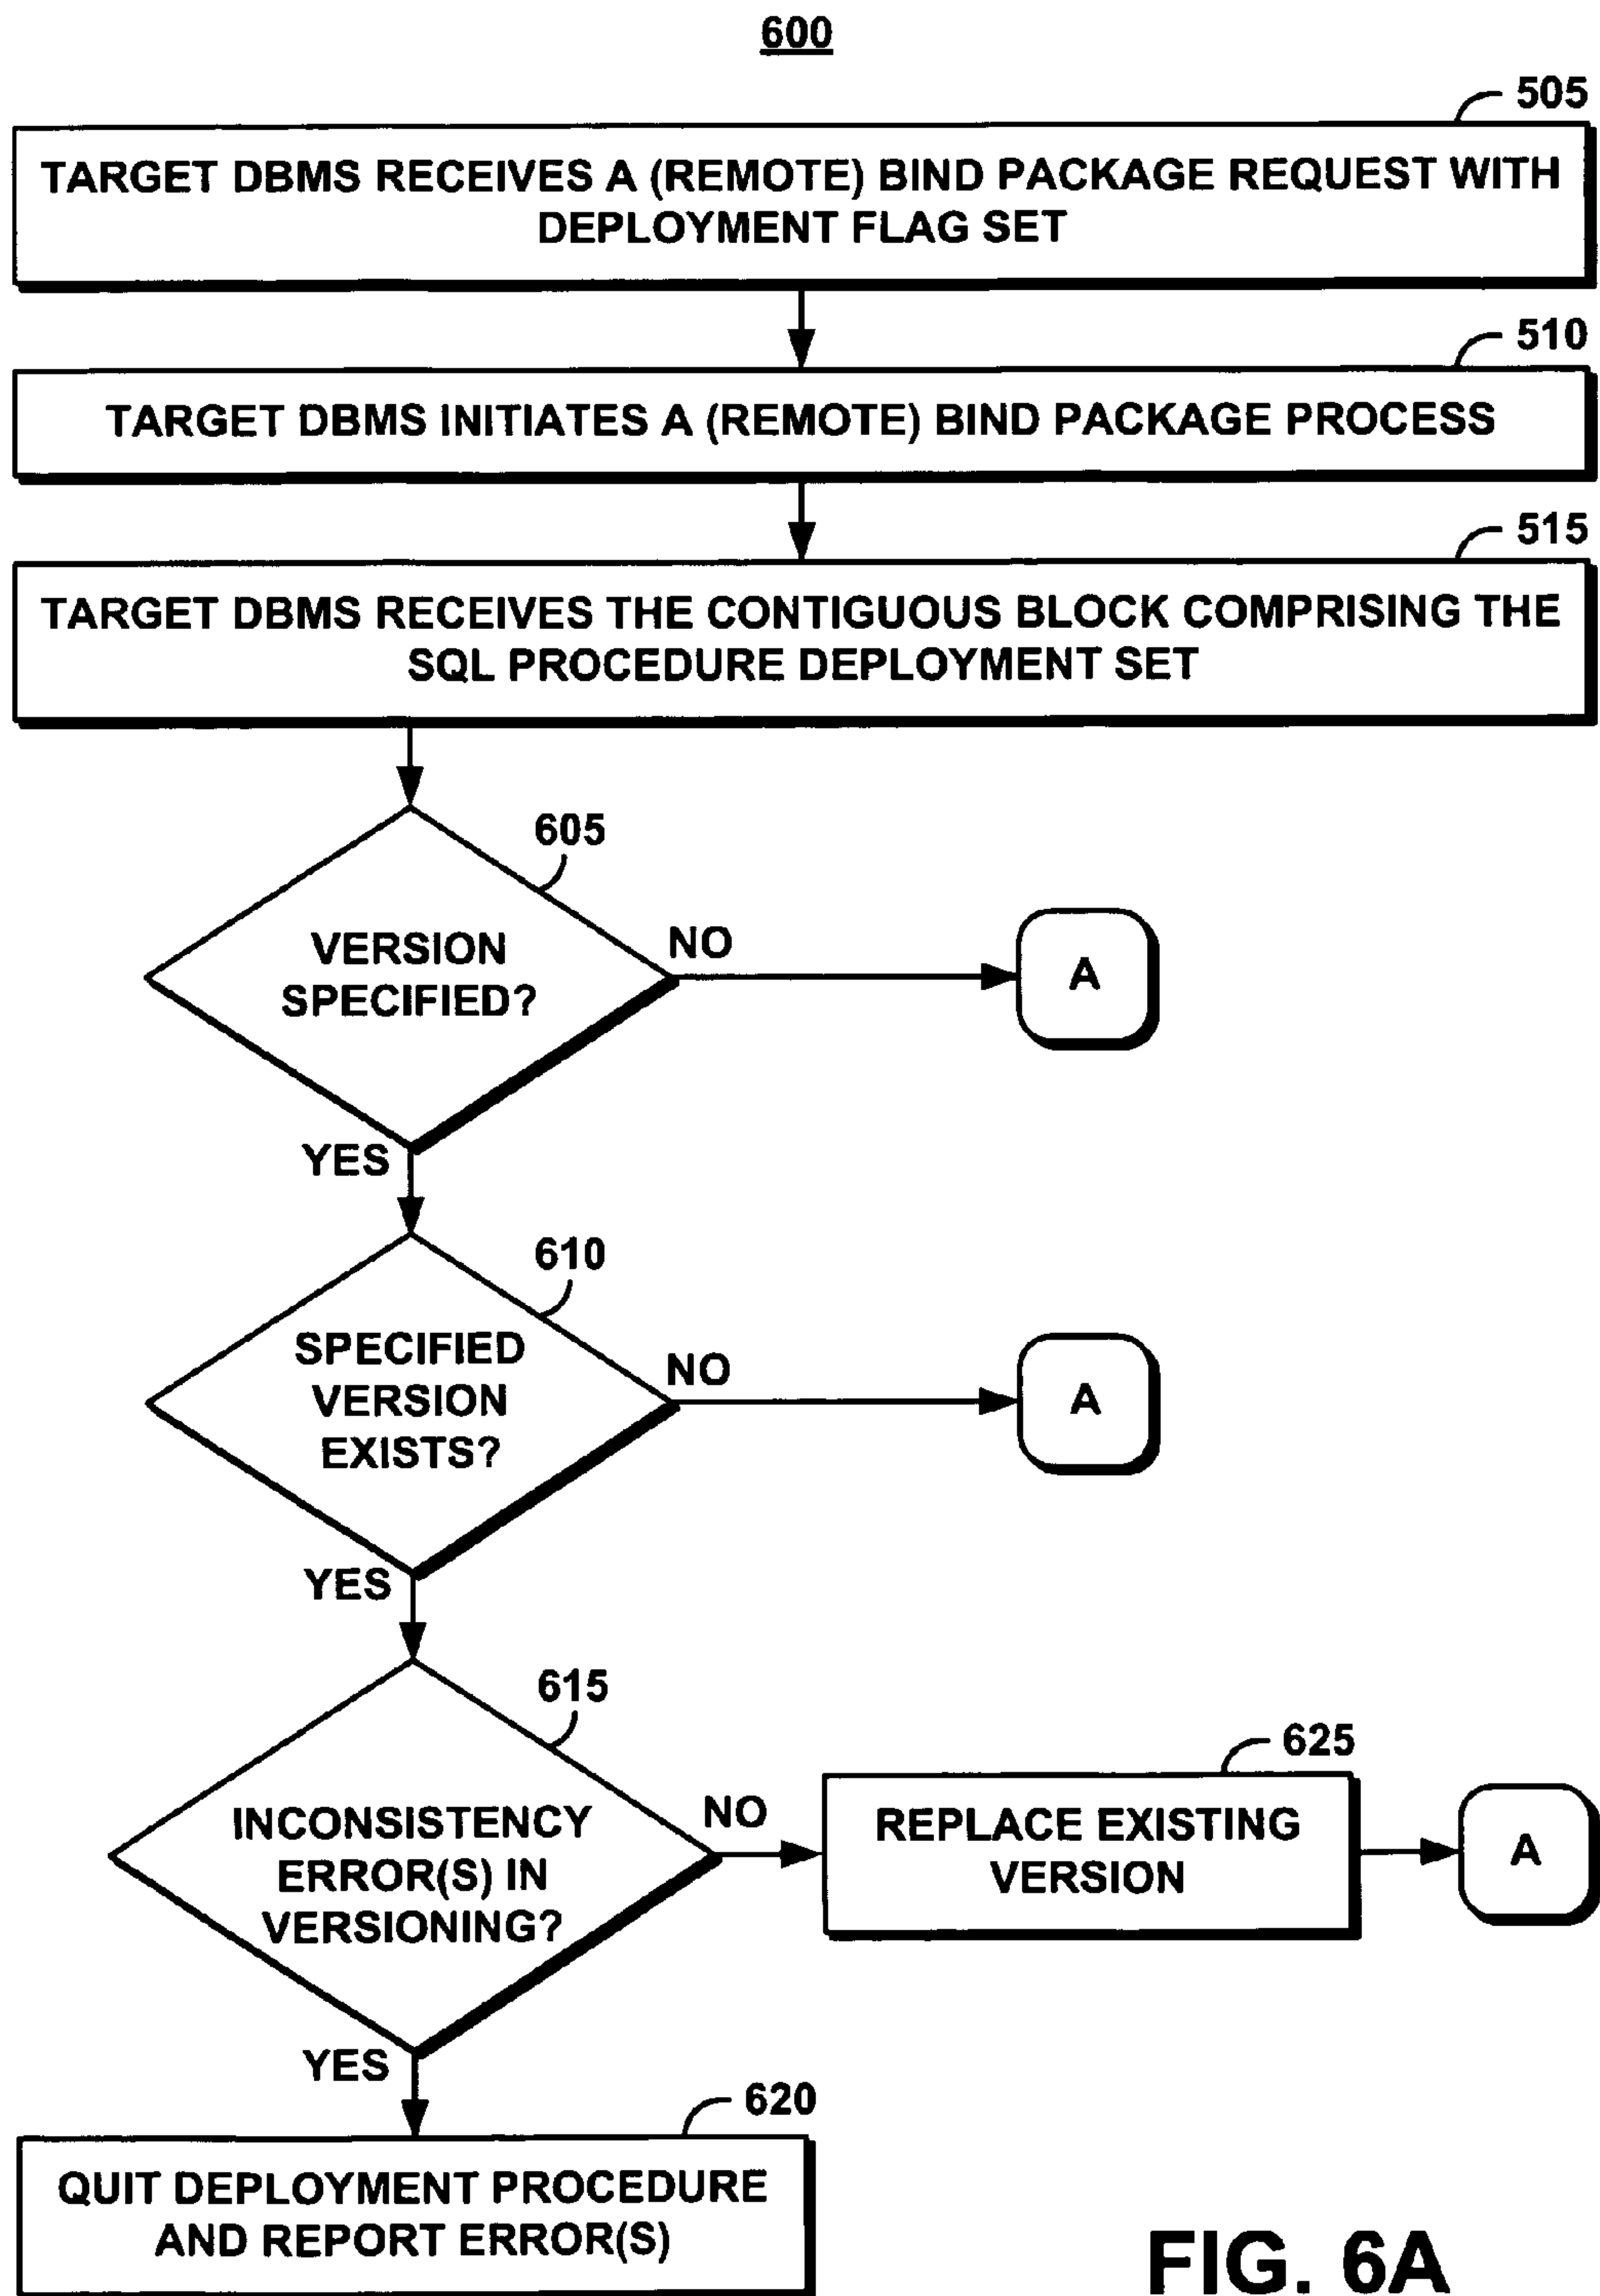 600
505
TARGET DBMS RECEIVES A (REMOTE) BIND PACKAGE REQUEST WITH
DEPLOYMENT FLAG SET
510
TARGET DBMS INITIATES A (REMOTE) BIND PACKAGE PROCESS
515
TARGET DBMS RECEIVES THE CONTIGUOUS BLOCK COMPRISING THE
SQL PROCEDURE DEPLOYMENT SET
605
VERSION
SPECIFIED?
NO
A
YES
610
SPECIFIED
VERSION
EXISTS?
NO
A
YES
615
INCONSISTENCY
ERROR(S) IN
VERSIONING?
NO
625
REPLACE EXISTING
VERSION
A
YES
620
QUIT DEPLOYMENT PROCEDURE
AND REPORT ERROR(S)
FIG. 6A